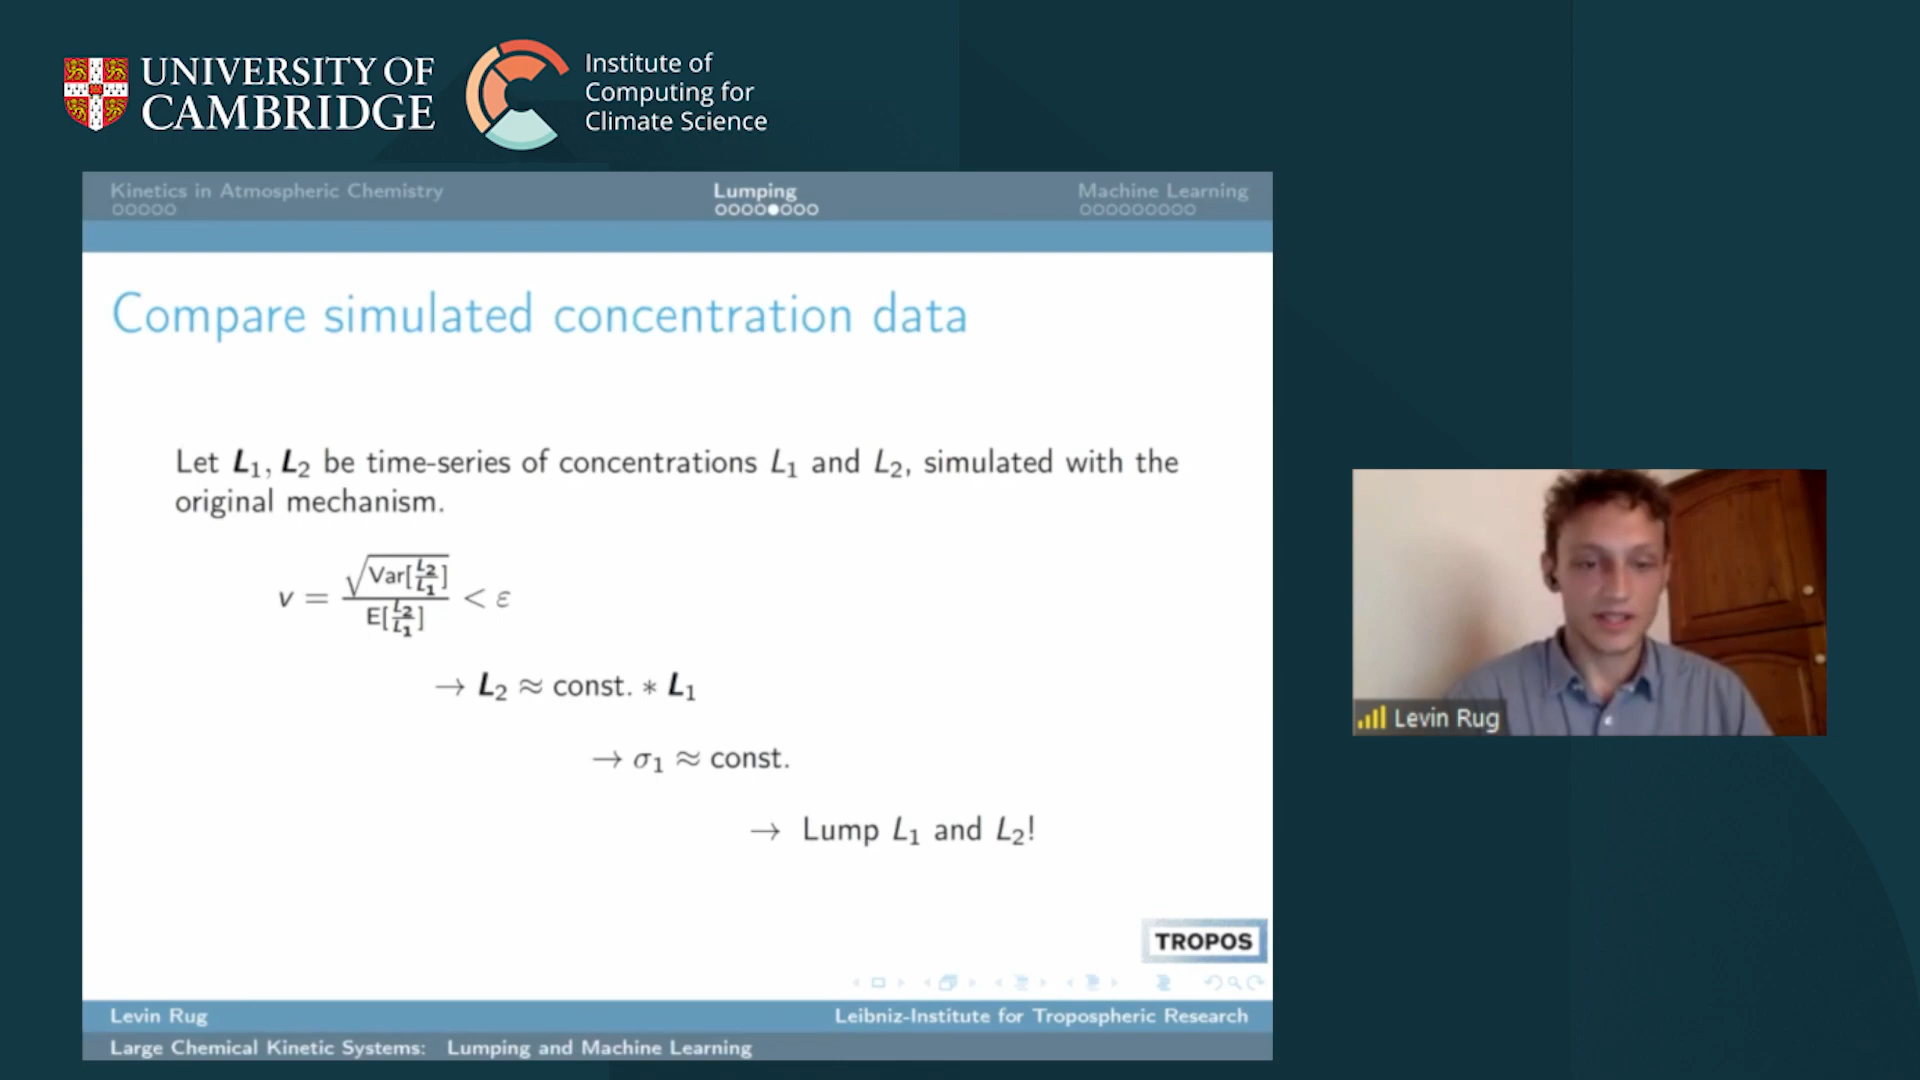 UNIVERSITY OF
CAMBRIDGE
Institute of
Computing for
Climate Science
Kinetics in Atmospheric Chemistry
Lumping
Machine Learning
Compare simulated concentration data
Let L₁, L₂ be time-series of concentrations L₁ and L₂, simulated with the
original mechanism.
v = √Var[L₂/L₁] / E[L₂/L₁] < ε
→ L₂ ≈ const. * L₁
→ σ₁ ≈ const.
→ Lump L₁ and L₂!
TROPOS
Levin Rug
Leibniz-Institute for Tropospheric Research
Large Chemical Kinetic Systems: Lumping and Machine Learning
Levin Rug